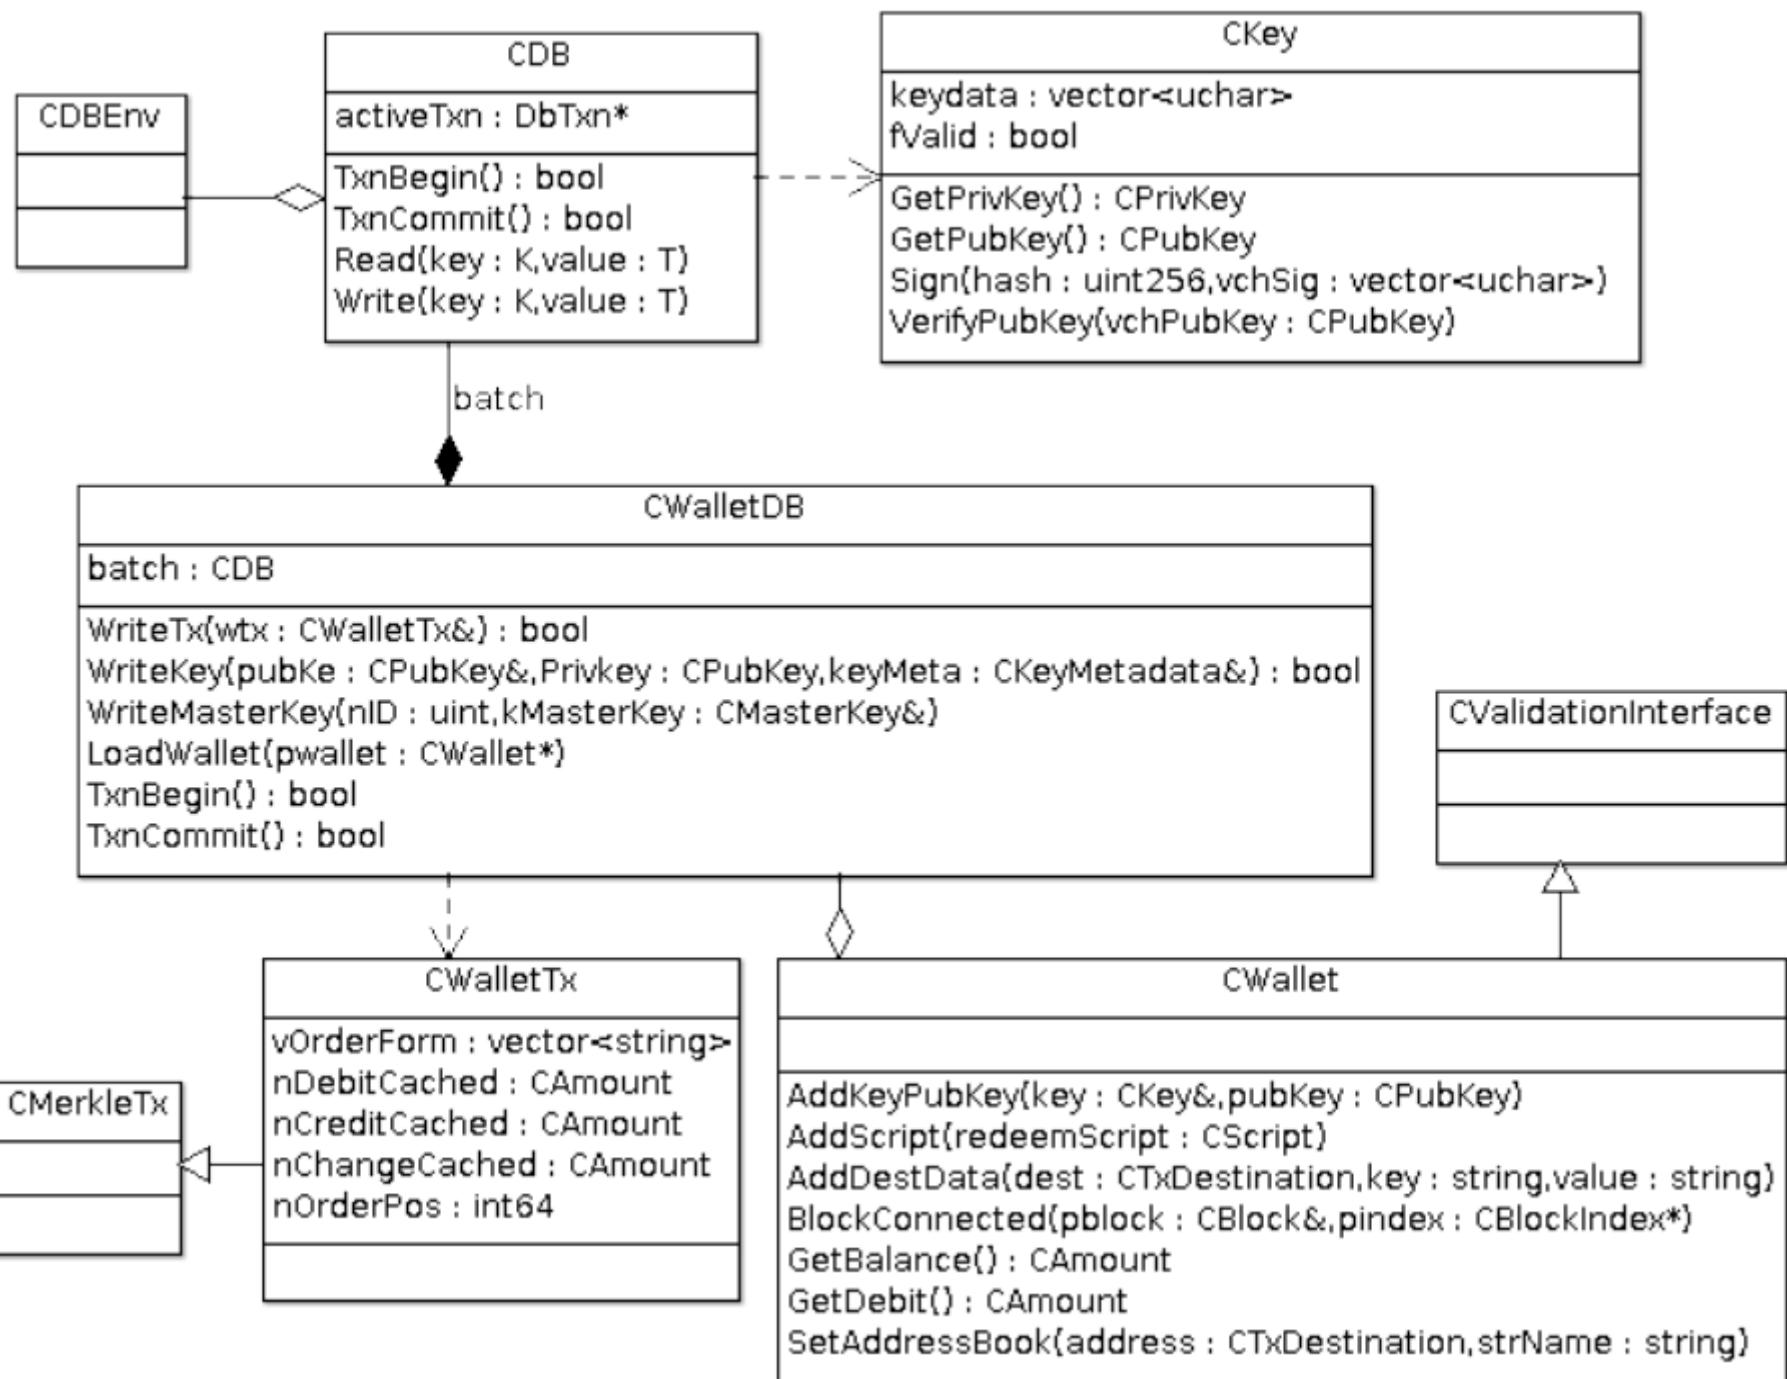 CDB
activeTxn : DbTxn*
TxnBegin() : bool
TxnCommit() : bool
Read(key : K,value : T)
Write(key : K,value : T)
CKey
keydata : vector<uchar>
fValid : bool
GetPrivKey() : CPrivKey
GetPubKey() : CPubKey
Sign(hash : uint256,vchSig : vector<uchar>)
VerifyPubKey(vchPubKey : CPubKey)
CDBEnv
batch
CWalletDB
batch : CDB
WriteTx(wtx : CWalletTx&) : bool
WriteKey(pubKe : CPubKey&,Privkey : CPubKey,keyMeta : CKeyMetadata&) : bool
WriteMasterKey(nID : uint,kMasterKey : CMasterKey&)
LoadWallet(pwallet : CWallet*)
TxnBegin() : bool
TxnCommit() : bool
CValidationInterface
CWalletTx
vOrderForm : vector<string>
nDebitCached : CAmount
nCreditCached : CAmount
nChangeCached : CAmount
nOrderPos : int64
CMerkleTx
CWallet
AddKeyPubKey(key : CKey&,pubKey : CPubKey)
AddScript(redeemScript : CScript)
AddDestData(dest : CTxDestination,key : string,value : string)
BlockConnected(pblock : CBlock&,pindex : CBlockIndex*)
GetBalance() : CAmount
GetDebit() : CAmount
SetAddressBook(address : CTxDestination,strName : string)